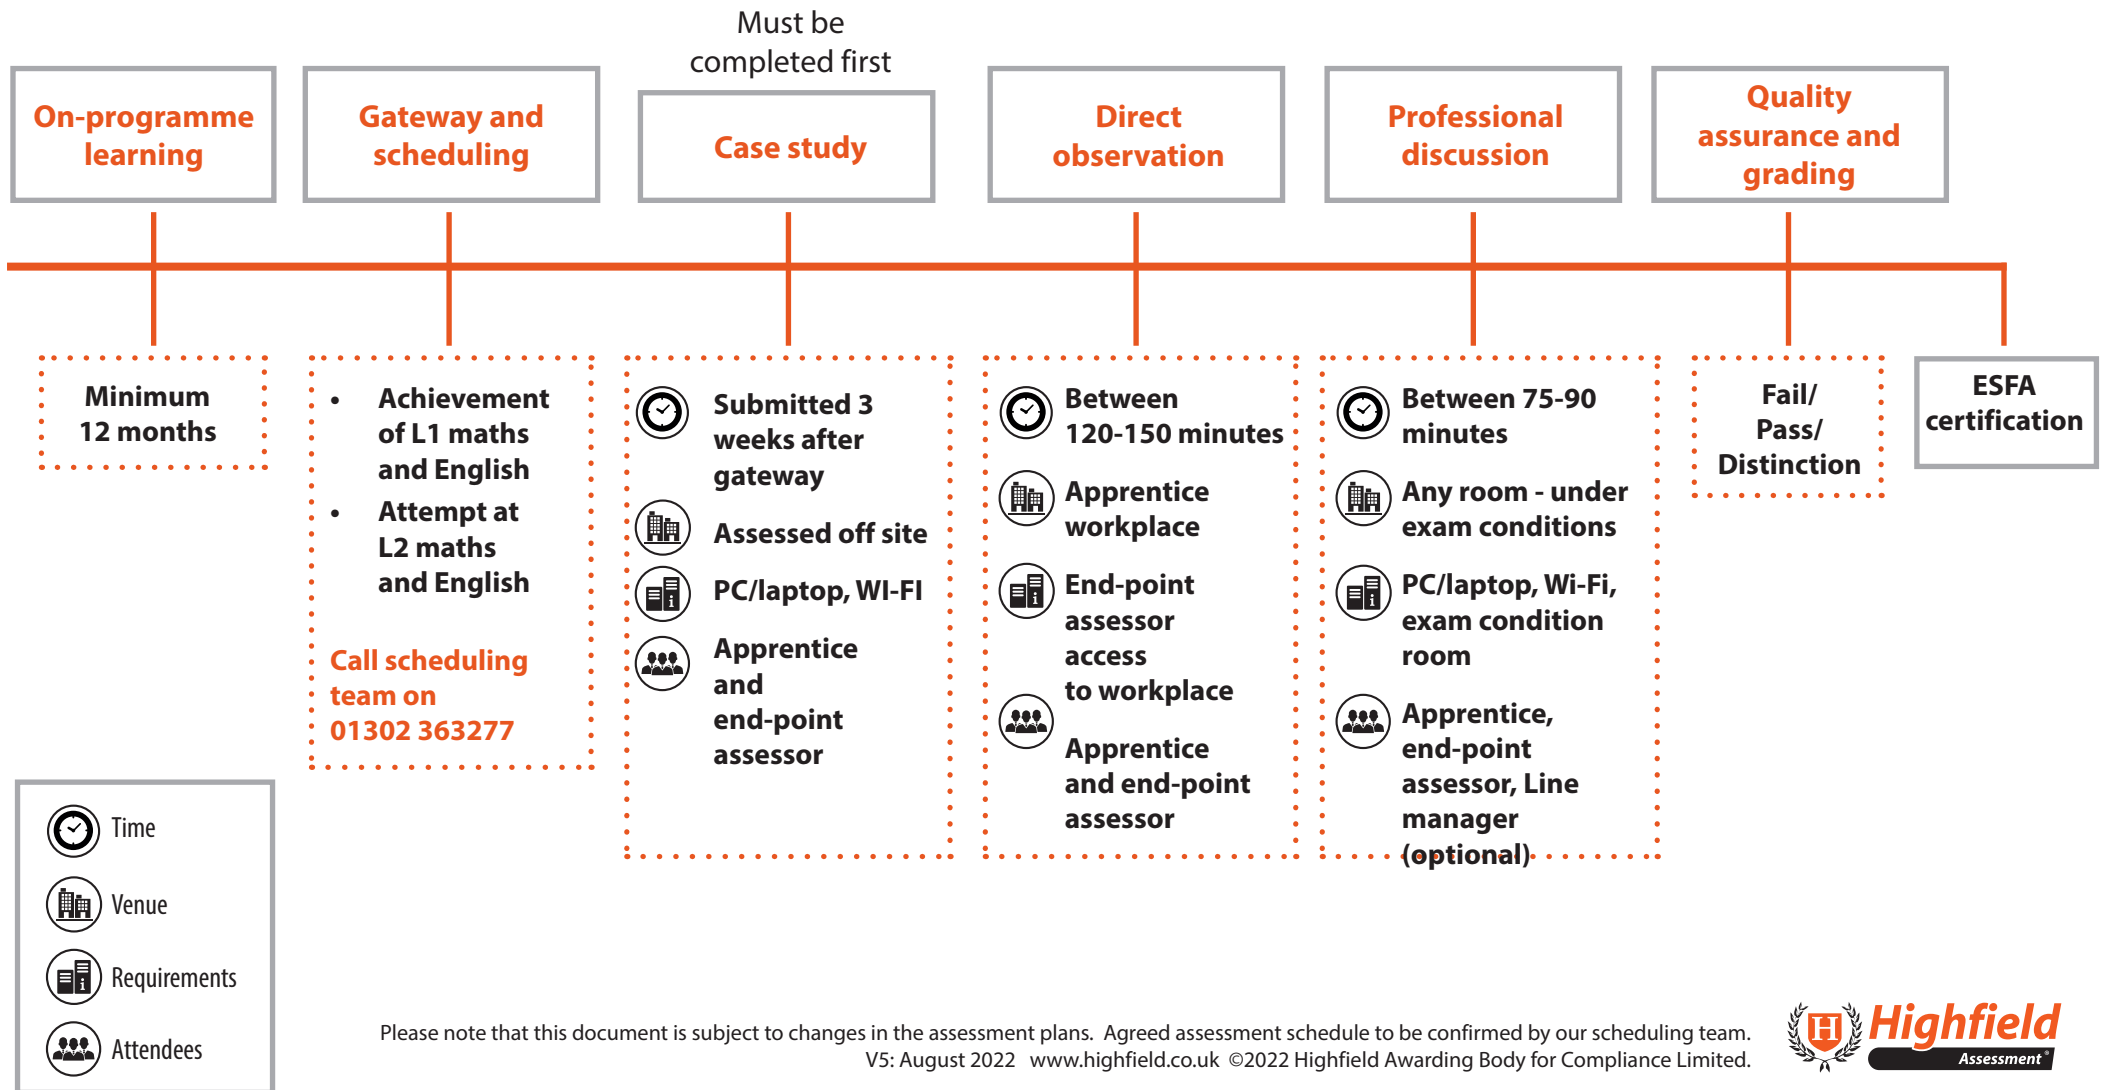 Must be
completed first
On-programme
learning
Gateway and
scheduling
Case study
Direct
observation
Professional
discussion
Quality
assurance and
grading
Minimum
12 months
• Achievement
of L1 maths
and English
• Attempt at
L2 maths
and English
Call scheduling
team on
01302 363277
Submitted 3
weeks after
gateway
Assessed off site
PC/laptop, WI-FI
Apprentice
and
end-point
assessor
Between
120-150 minutes
Apprentice
workplace
End-point
assessor
access
to workplace
Apprentice
and end-point
assessor
Between 75-90
minutes
Any room - under
exam conditions
PC/laptop, Wi-Fi,
exam condition
room
Apprentice,
end-point
assessor, Line
manager
(optional)
Fail/
Pass/
Distinction
ESFA
certification
Time
Venue
Requirements
Attendees
Please note that this document is subject to changes in the assessment plans. Agreed assessment schedule to be confirmed by our scheduling team.
V5: August 2022 www.highfield.co.uk ©2022 Highfield Awarding Body for Compliance Limited.
H
Highfield
Assessment®